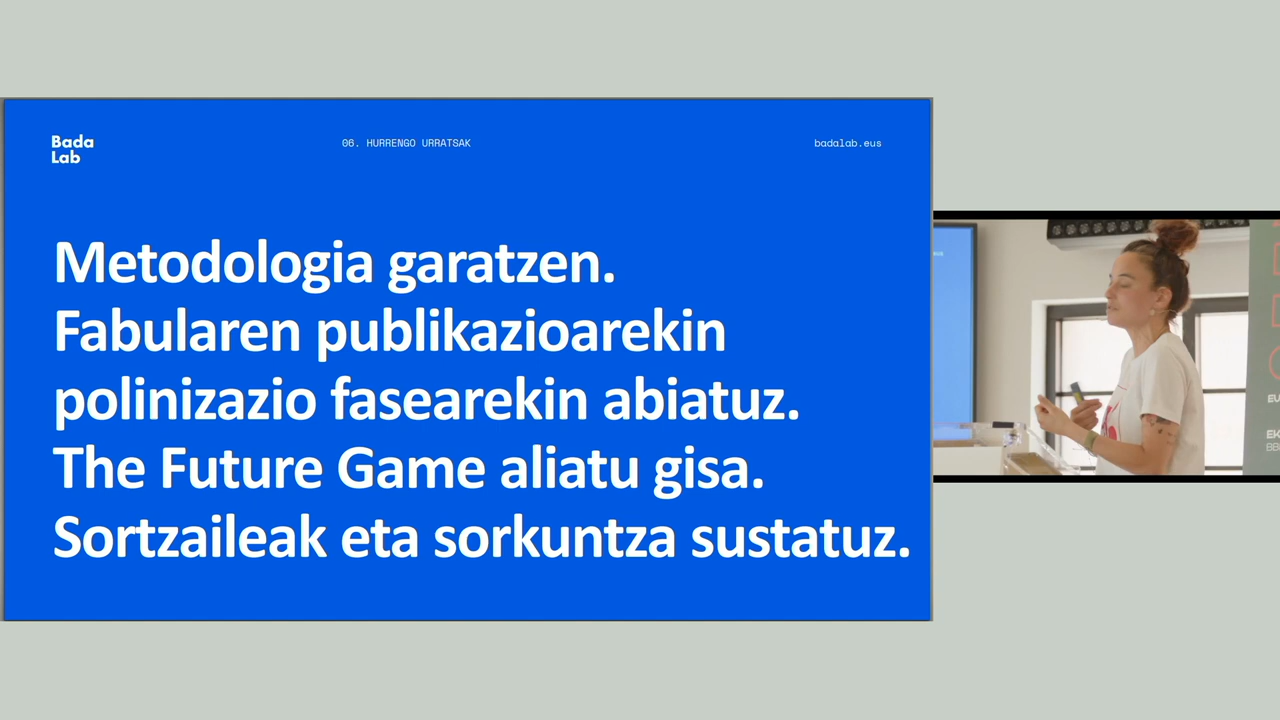 Bada
Lab
06. HURRENGO URRATSAK
badalab.eus
Metodologia garatzen.
Fabularen publikazioarekin
polinizazio fasearekin abiatuz.
The Future Game aliatu gisa.
Sortzaileak eta sorkuntza sustatuz.